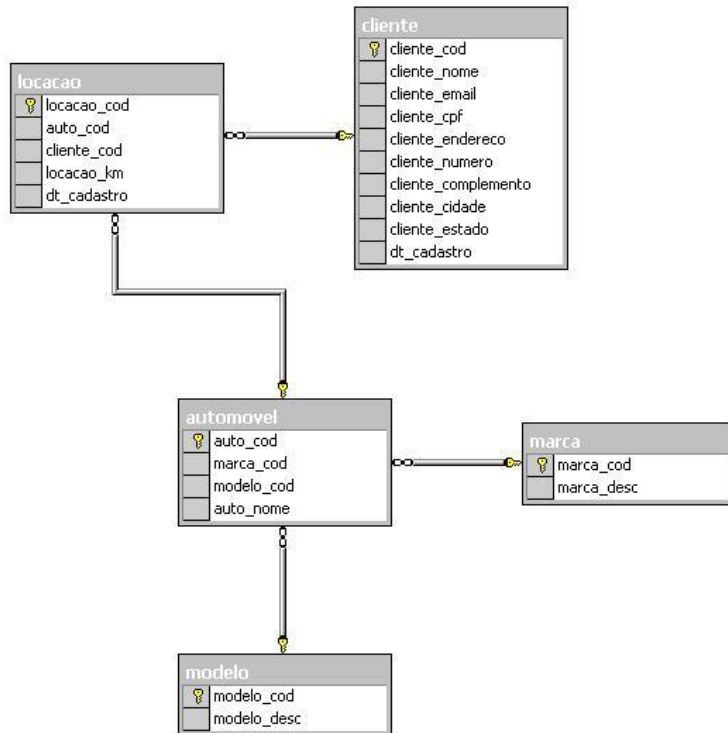 cliente
cliente_cod
cliente_nome
cliente_email
cliente_cpf
cliente_endereco
cliente_numero
cliente_complemento
cliente_cidade
cliente_estado
dt_cadastro
locacao
locacao_cod
auto_cod
cliente_cod
locacao_km
dt_cadastro
automovel
auto_cod
marca_cod
modelo_cod
auto_nome
marca
marca_cod
marca_desc
modelo
modelo_cod
modelo_desc